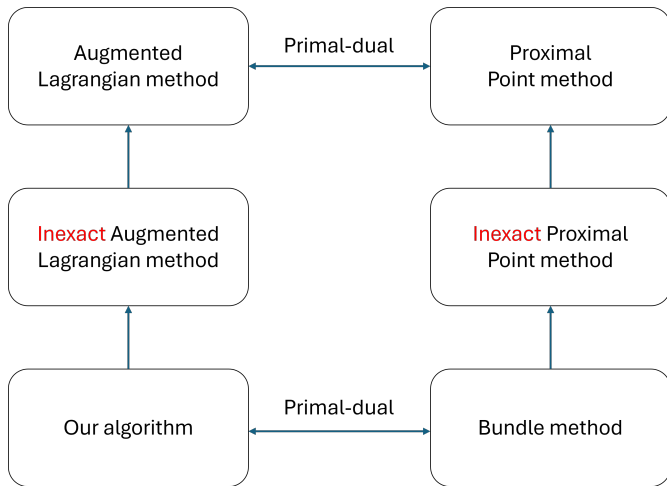 Augmented
Lagrangian method
Primal-dual
Proximal
Point method
Inexact Augmented
Lagrangian method
Inexact Proximal
Point method
Our algorithm
Primal-dual
Bundle method